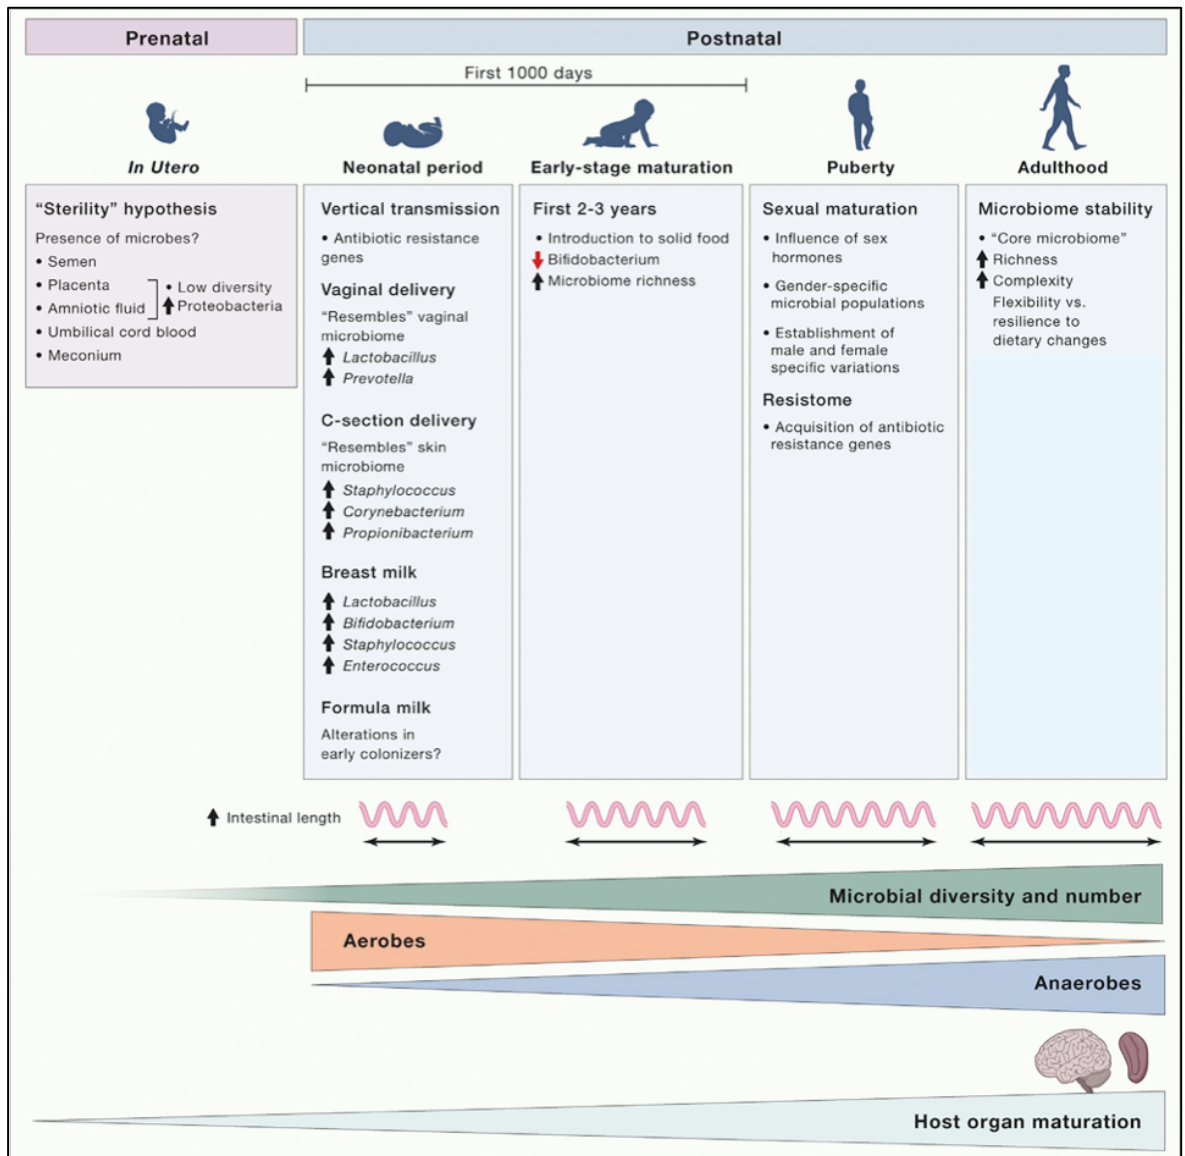 Prenatal
Postnatal
First 1000 days
In Utero
Neonatal period
Early-stage maturation
Puberty
Adulthood
“Sterility” hypothesis
Presence of microbes?
• Semen
• Placenta
• Amniotic fluid
• Low diversity
Proteobacteria
• Umbilical cord blood
• Meconium
Vertical transmission
• Antibiotic resistance
genes
Vaginal delivery
“Resembles” vaginal
microbiome
Lactobacillus
Prevotella
C-section delivery
“Resembles” skin
microbiome
Staphylococcus
Corynebacterium
Propionibacterium
Breast milk
Lactobacillus
Bifidobacterium
Staphylococcus
Enterococcus
Formula milk
Alterations in
early colonizers?
First 2-3 years
• Introduction to solid food
Bifidobacterium
Microbiome richness
Sexual maturation
• Influence of sex
hormones
• Gender-specific
microbial populations
• Establishment of
male and female
specific variations
Resistome
• Acquisition of antibiotic
resistance genes
Microbiome stability
• “Core microbiome”
Richness
Complexity
Flexibility vs.
resilience to
dietary changes
Intestinal length
Microbial diversity and number
Aerobes
Anaerobes
Host organ maturation